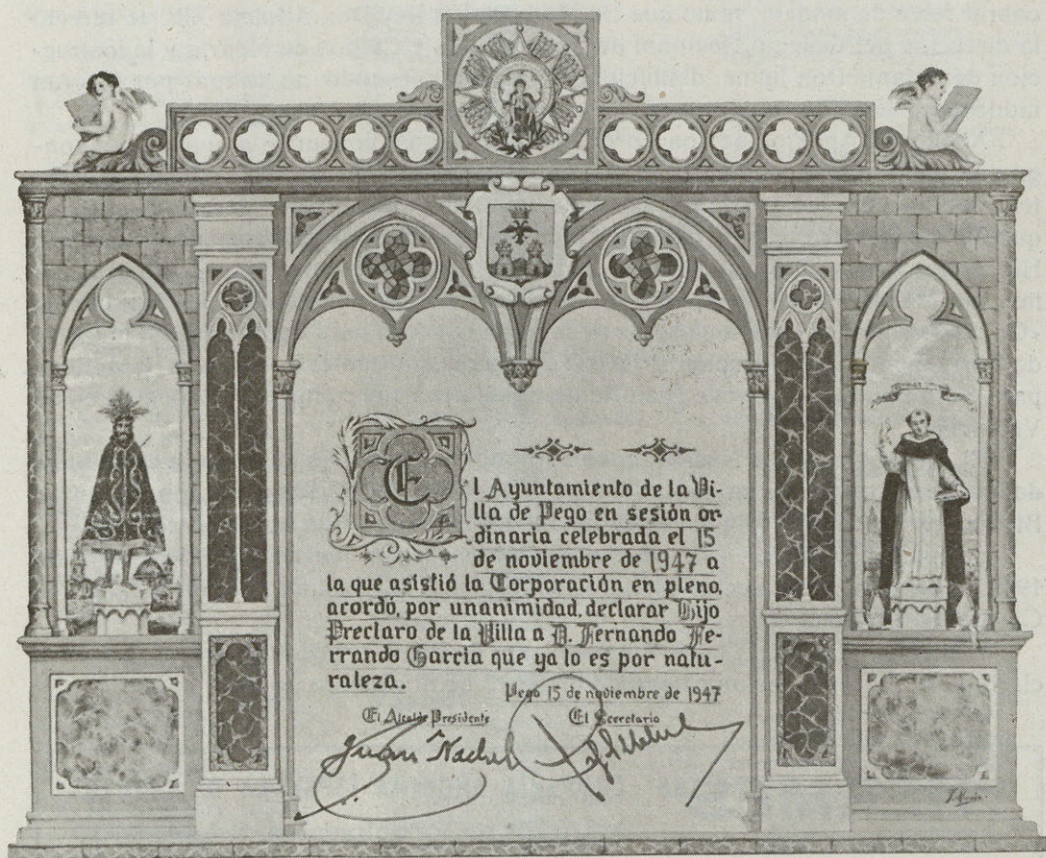 El Ayuntamiento de la Vi-
lla de Pego en sesión or-
dinaria celebrada el 15
de noviembre de 1947 a
la que asistió la Corporación en pleno,
acordó, por unanimidad, declarar Hijo
Preclaro de la Villa a D. Fernando Fe-
rrando García que ya lo es por natu-
raleza.
Pego 15 de noviembre de 1947
El Alcalde Presidente
El Secretario
Juan